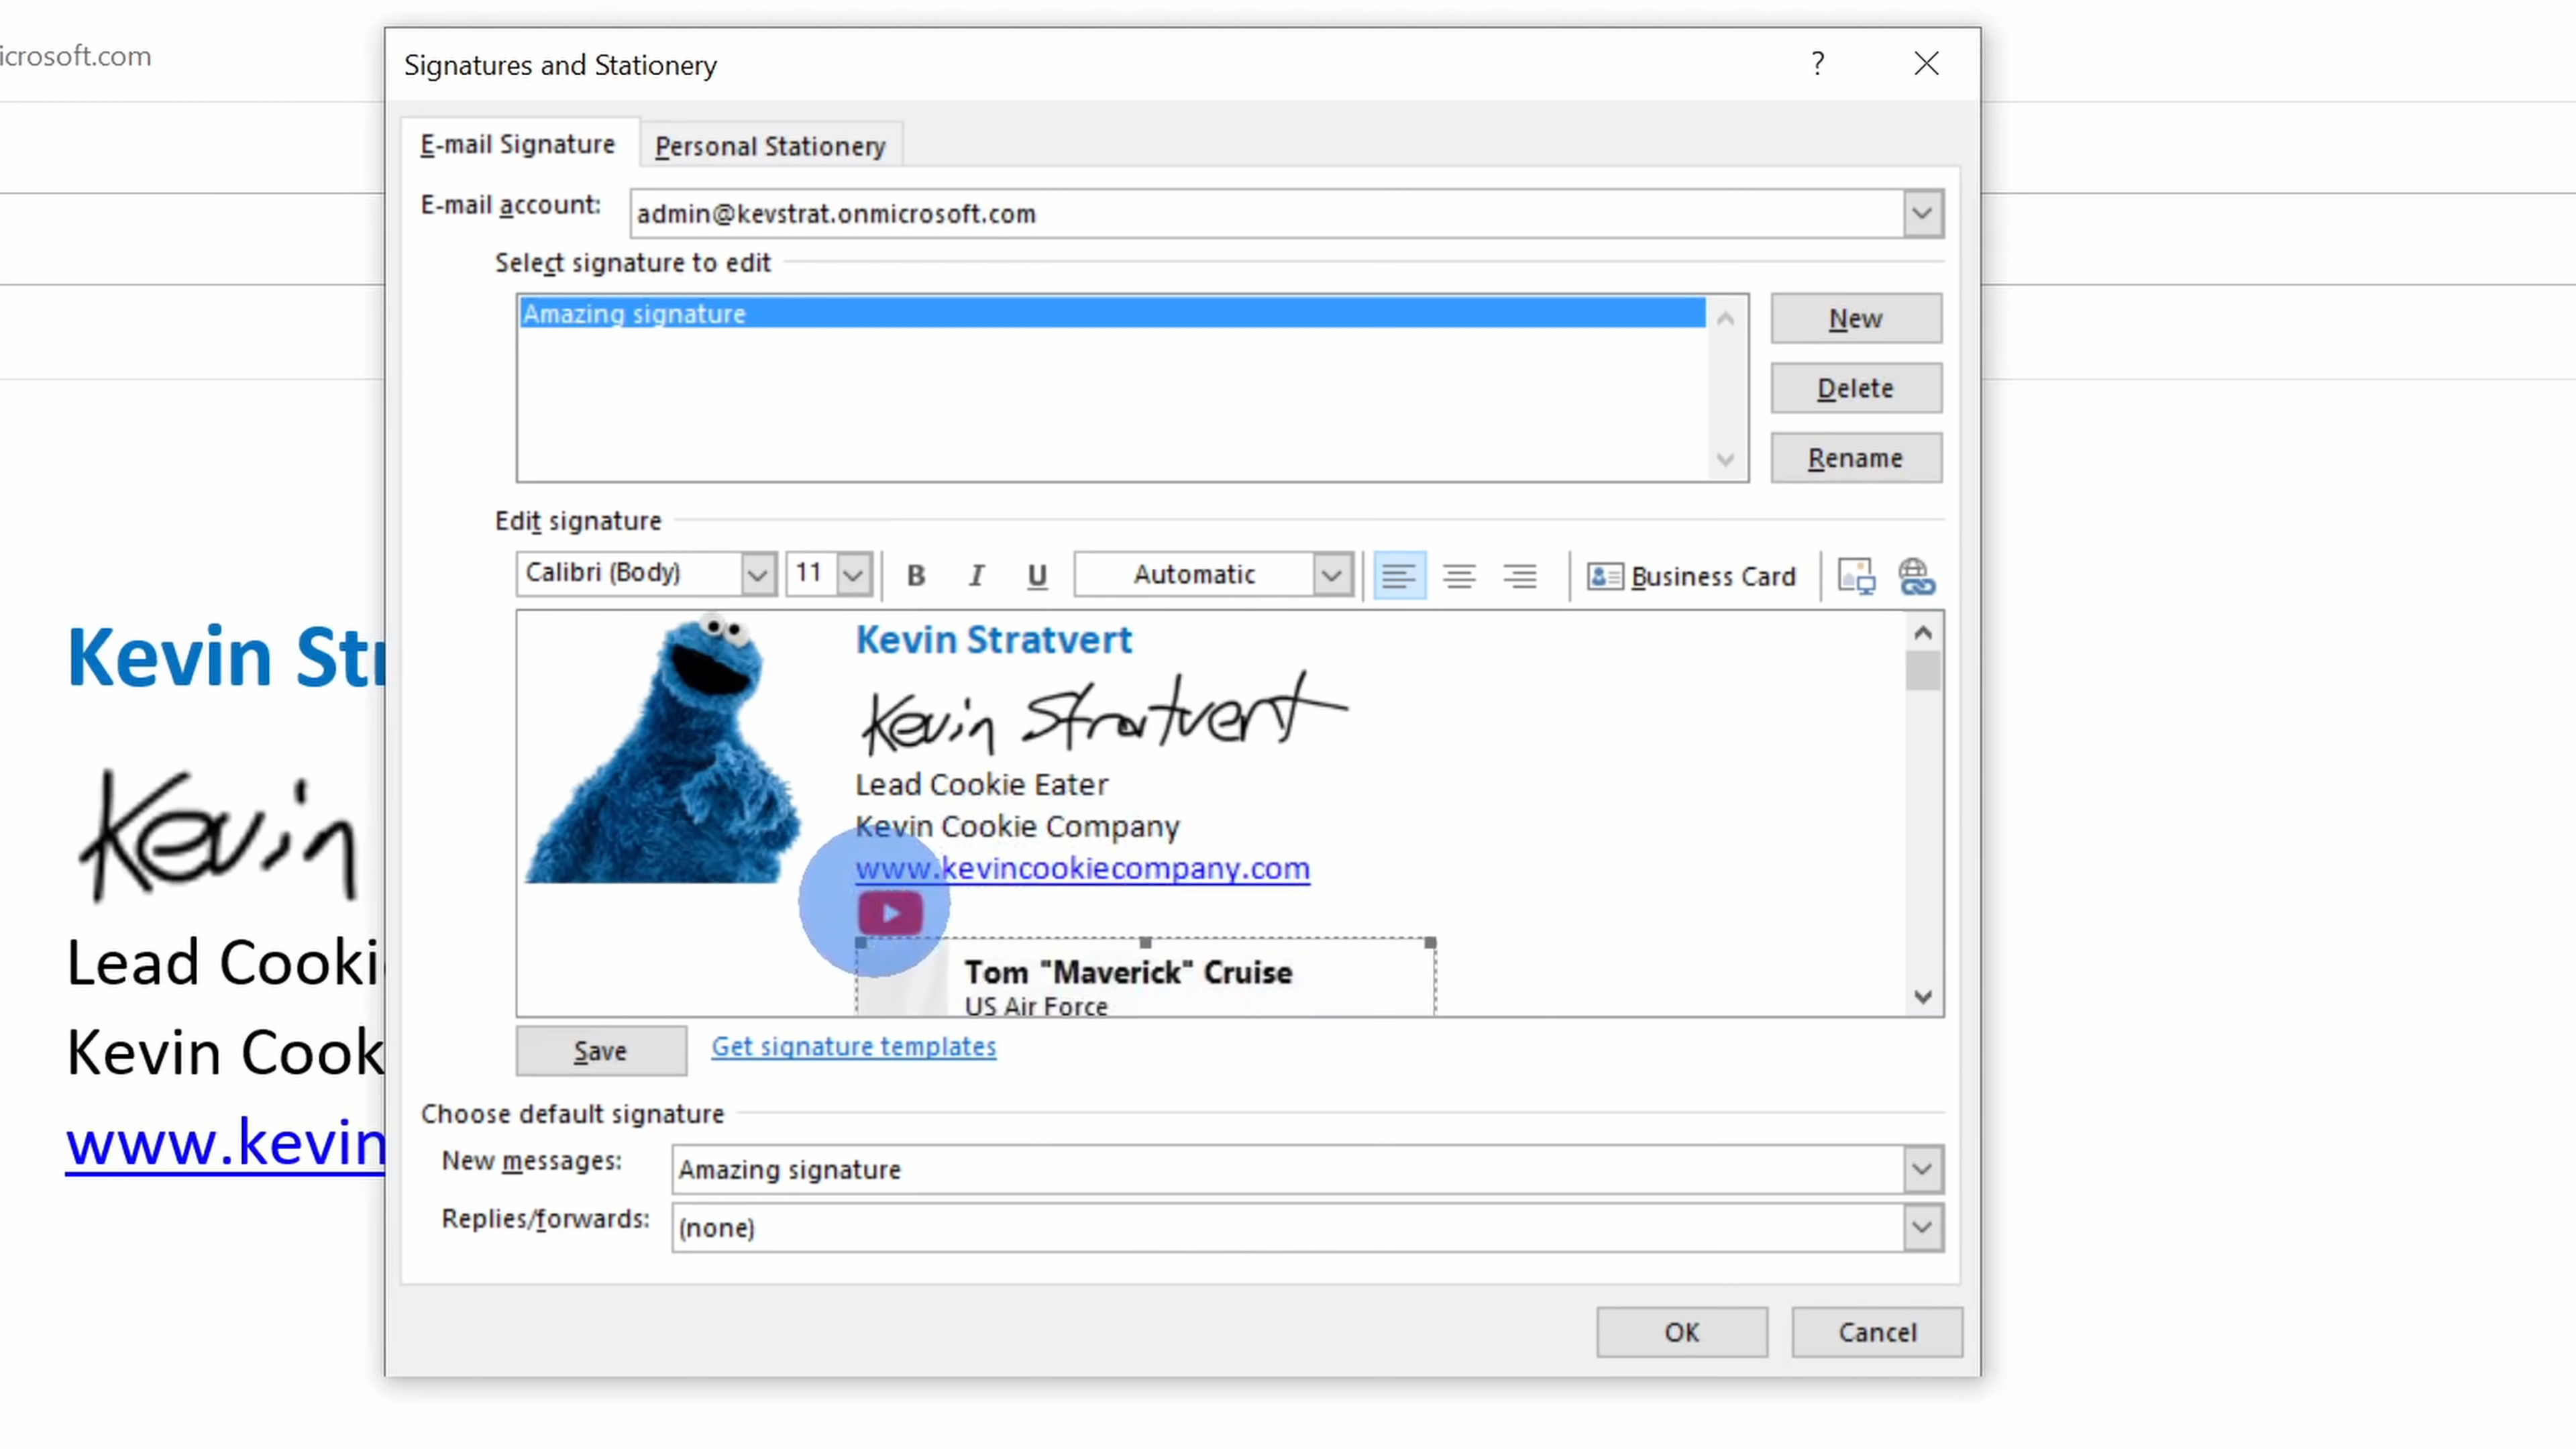 icrosoft.com
Signatures and Stationery
?
E-mail Signature
Personal Stationery
E-mail account:
admin@kevstrat.onmicrosoft.com
Select signature to edit
Amazing signature
New
Delete
Rename
Edit signature
Calibri (Body)
11
B
I
U
Automatic
Business Card
Kevin Stratvert
Kevin Stratvert
Lead Cookie Eater
Kevin Cookie Company
www.kevincookiecompany.com
Tom "Maverick" Cruise
US Air Force
Save
Get signature templates
Choose default signature
New messages:
Amazing signature
Replies/forwards:
(none)
OK
Cancel
Kevin Str
Kevin
Lead Cooki
Kevin Cook
www.kevin